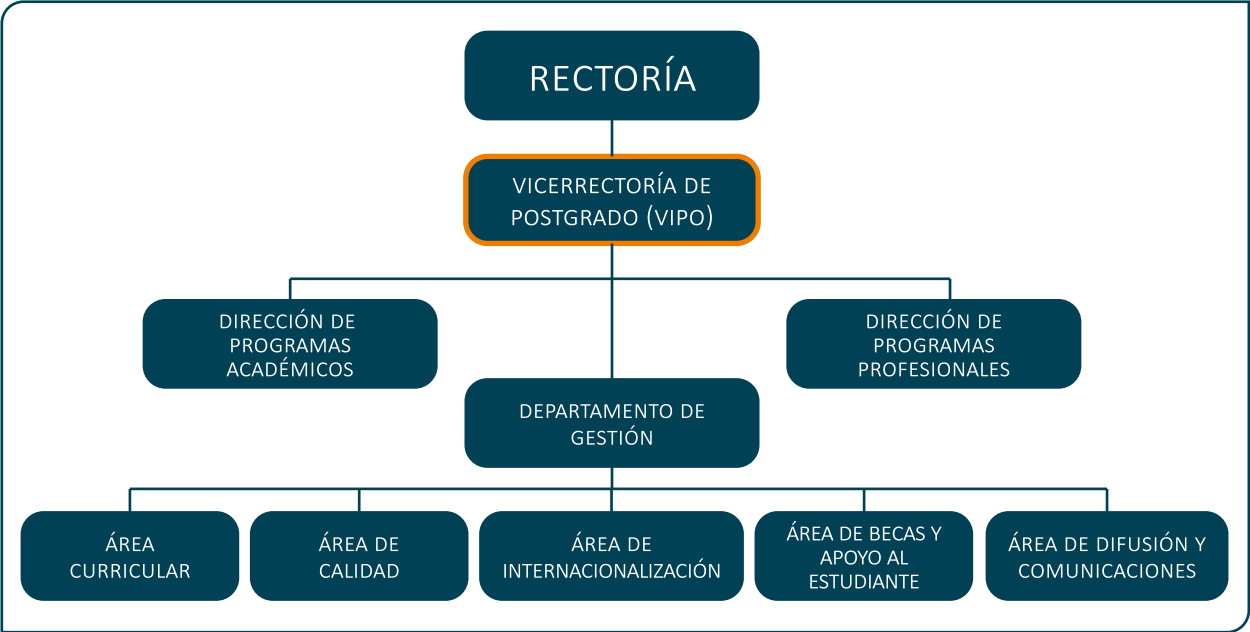 RECTORÍA
VICERRECTORÍA DE
POSTGRADO (VIPO)
DIRECCIÓN DE
PROGRAMAS
ACADÉMICOS
DIRECCIÓN DE
PROGRAMAS
PROFESIONALES
DEPARTAMENTO DE
GESTIÓN
ÁREA
CURRICULAR
ÁREA DE
CALIDAD
ÁREA DE
INTERNACIONALIZACIÓN
ÁREA DE BECAS Y
APOYO AL
ESTUDIANTE
ÁREA DE DIFUSIÓN Y
COMUNICACIONES